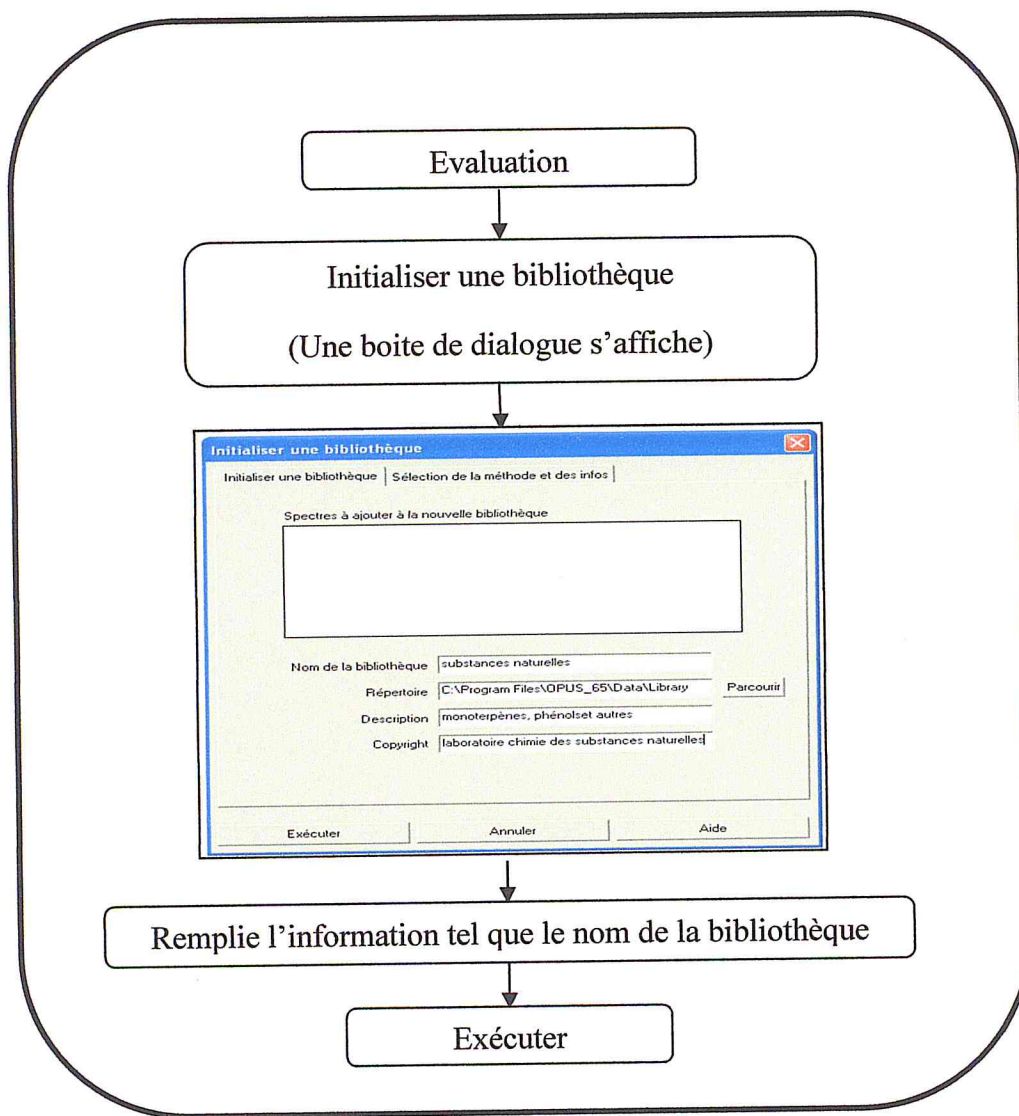 Evaluation
Initialiser une bibliothèque
(Une boite de dialogue s'affiche)
Initialiser une bibliothèque
Initialiser une bibliothèque Sélection de la méthode et des infos
Spectres à ajouter à la nouvelle bibliothèque
Nom de la bibliothèque substances naturelles
Répertoire C:\Program Files\OPUS_65\Data\Library Parcourir
Description monoterpènes, phénolset autres
Copyright laboratoire chimie des substances naturelles
Exécuter Annuler Aide
Remplie l'information tel que le nom de la bibliothèque
Exécuter